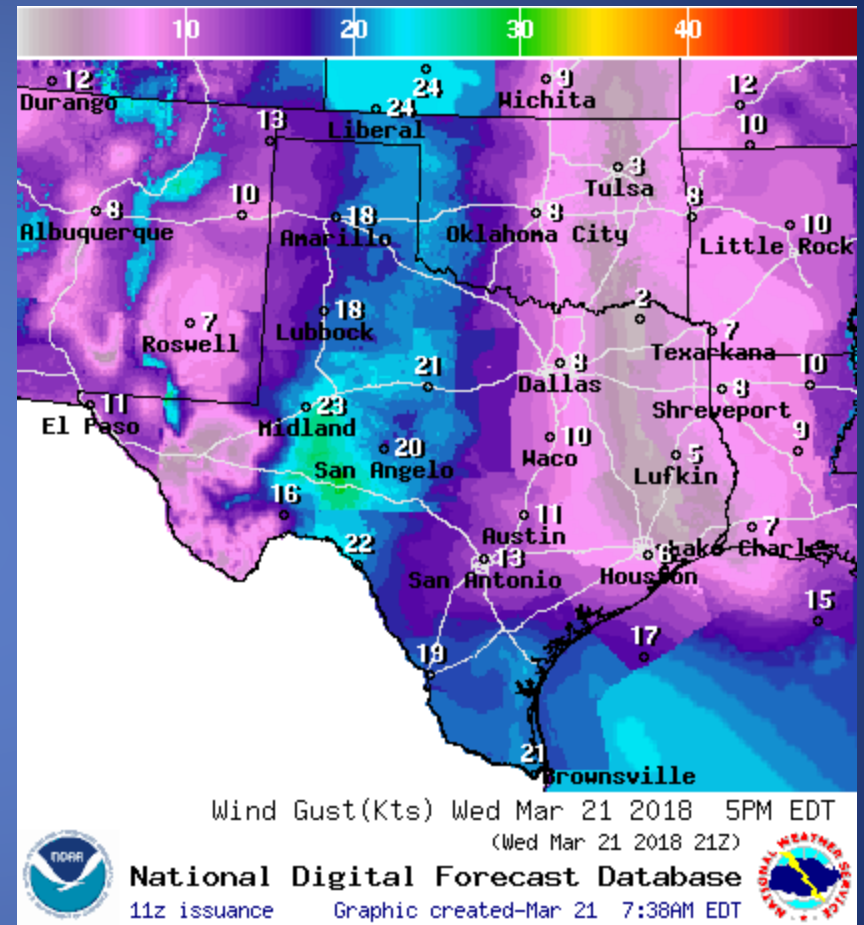 10 20 30 40
12
Durango
24
24
Liberal
9
Wichita
12
10
13
3
Tulsa
8
Albuquerque
10
18
Amarillo
8
Oklahoma City
8
10
Little Rock
7
Roswell
18
Lubbock
2
7
Texarkana
21
8
Dallas
8
Shreveport
10
11
El Paso
23
Midland
20
San Angelo
10
Waco
5
Lufkin
9
16
11
Austin
7
Lake Charle
22
13
San Antonio
6
Houston
15
17
19
21
Brownsville
Wind Gust(Kts) Wed Mar 21 2018 5PM EDT
(Wed Mar 21 2018 21Z)
NOAA
National Digital Forecast Database
11z issuance Graphic created-Mar 21 7:38AM EDT
NATIONAL WEATHER SERVICE